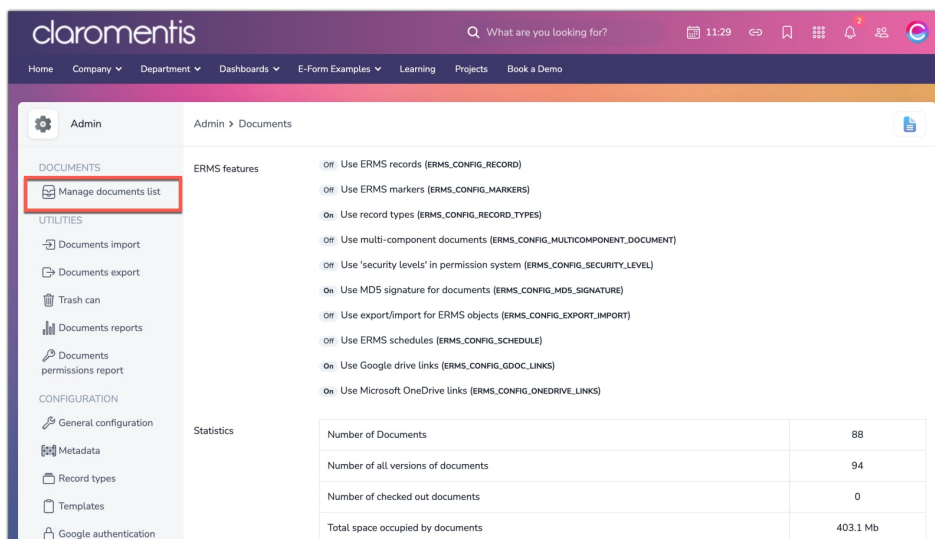 claromentis
What are you looking for?
11:29
2
Home Company Department Dashboards E-Form Examples Learning Projects Book a Demo
Admin
Admin > Documents
DOCUMENTS
Manage documents list
UTILITIES
Documents import
Documents export
Trash can
Documents reports
Documents
permissions report
CONFIGURATION
General configuration
Metadata
Record types
Templates
Google authentication
ERMS features
Off Use ERMS records (ERMS_CONFIG_RECORD)
Off Use ERMS markers (ERMS_CONFIG_MARKERS)
On Use record types (ERMS_CONFIG_RECORD_TYPES)
Off Use multi-component documents (ERMS_CONFIG_MULTICOMPONENT_DOCUMENT)
Off Use 'security levels' in permission system (ERMS_CONFIG_SECURITY_LEVEL)
On Use MD5 signature for documents (ERMS_CONFIG_MD5_SIGNATURE)
Off Use export/import for ERMS objects (ERMS_CONFIG_EXPORT_IMPORT)
Off Use ERMS schedules (ERMS_CONFIG_SCHEDULE)
On Use Google drive links (ERMS_CONFIG_GDOC_LINKS)
On Use Microsoft OneDrive links (ERMS_CONFIG_ONEDRIVE_LINKS)
Statistics
Number of Documents 88
Number of all versions of documents 94
Number of checked out documents 0
Total space occupied by documents 403.1 Mb